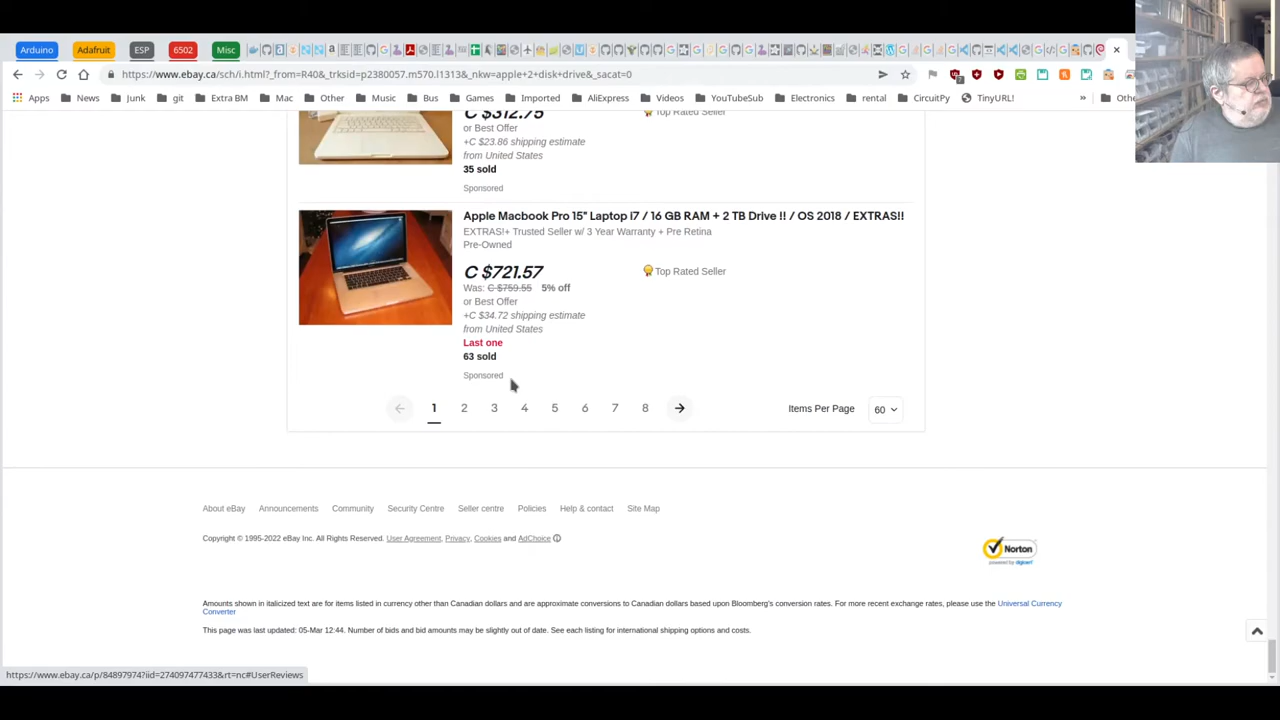 Arduino
Adafruit
ESP
6502
Misc
https://www.ebay.ca/sch/i.html?_from=R40&_trksid=p2380057.m570.l1313&_nkw=apple+2+disk+drive&_sacat=0
Apps
News
Junk
git
Extra BM
Mac
Other
Music
Bus
Games
Imported
AliExpress
Videos
YouTubeSub
Electronics
rental
CircuitPy
TinyURL!
»
C $312.75
Top Rated Seller
or Best Offer
+C $23.86 shipping estimate
from United States
35 sold
Sponsored
Apple Macbook Pro 15" Laptop i7 / 16 GB RAM + 2 TB Drive !! / OS 2018 / EXTRAS!!
EXTRAS!+ Trusted Seller w/ 3 Year Warranty + Pre Retina
Pre-Owned
C $721.57
Top Rated Seller
Was: C $759.55 5% off
or Best Offer
+C $34.72 shipping estimate
from United States
Last one
63 sold
Sponsored
1 2 3 4 5 6 7 8
Items Per Page 60
About eBay Announcements Community Security Centre Seller centre Policies Help & contact Site Map
Copyright © 1995-2022 eBay Inc. All Rights Reserved. User Agreement, Privacy, Cookies and AdChoice
Norton
powered by digicert
Amounts shown in italicized text are for items listed in currency other than Canadian dollars and are approximate conversions to Canadian dollars based upon Bloomberg's conversion rates. For more recent exchange rates, please use the Universal Currency
Converter
This page was last updated: 05-Mar 12:44. Number of bids and bid amounts may be slightly out of date. See each listing for international shipping options and costs.
https://www.ebay.ca/p/84897974?iid=274097477433&rt=nc#UserReviews